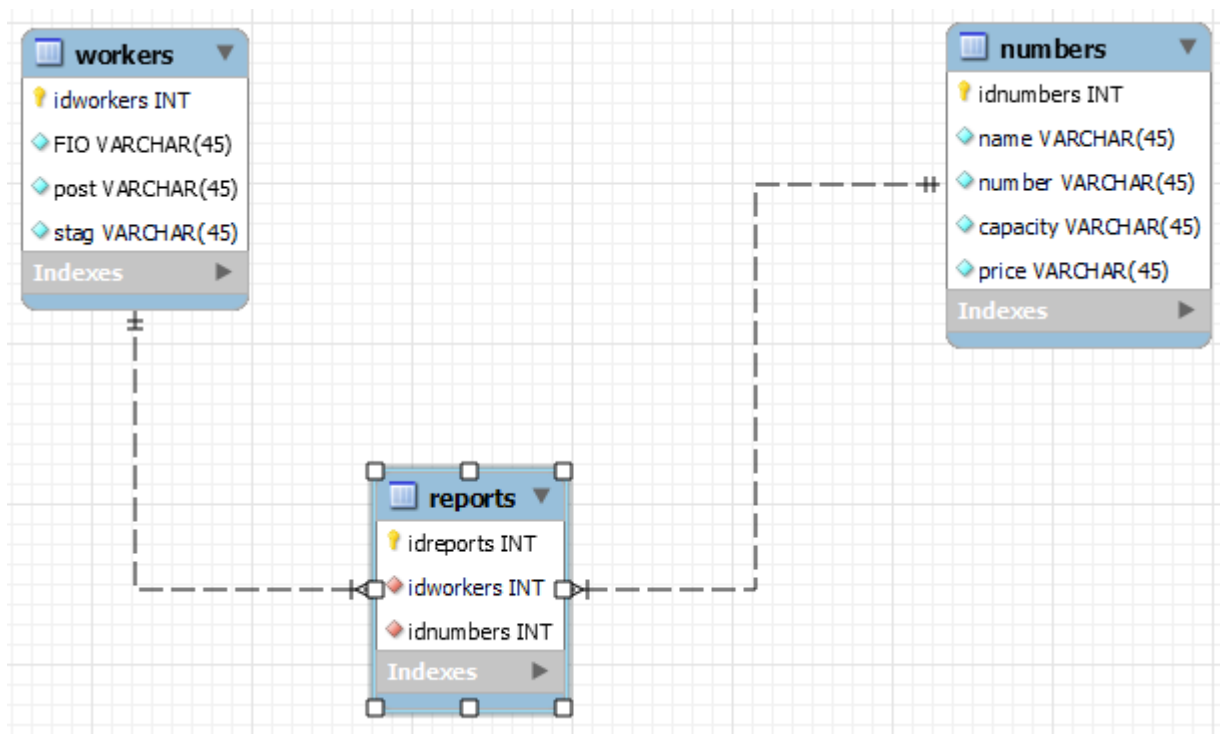 workers
idworkers INT
FIO VARCHAR(45)
post VARCHAR(45)
stag VARCHAR(45)
Indexes
numbers
idnumbers INT
name VARCHAR(45)
number VARCHAR(45)
capacity VARCHAR(45)
price VARCHAR(45)
Indexes
reports
idreports INT
idworkers INT
idnumbers INT
Indexes